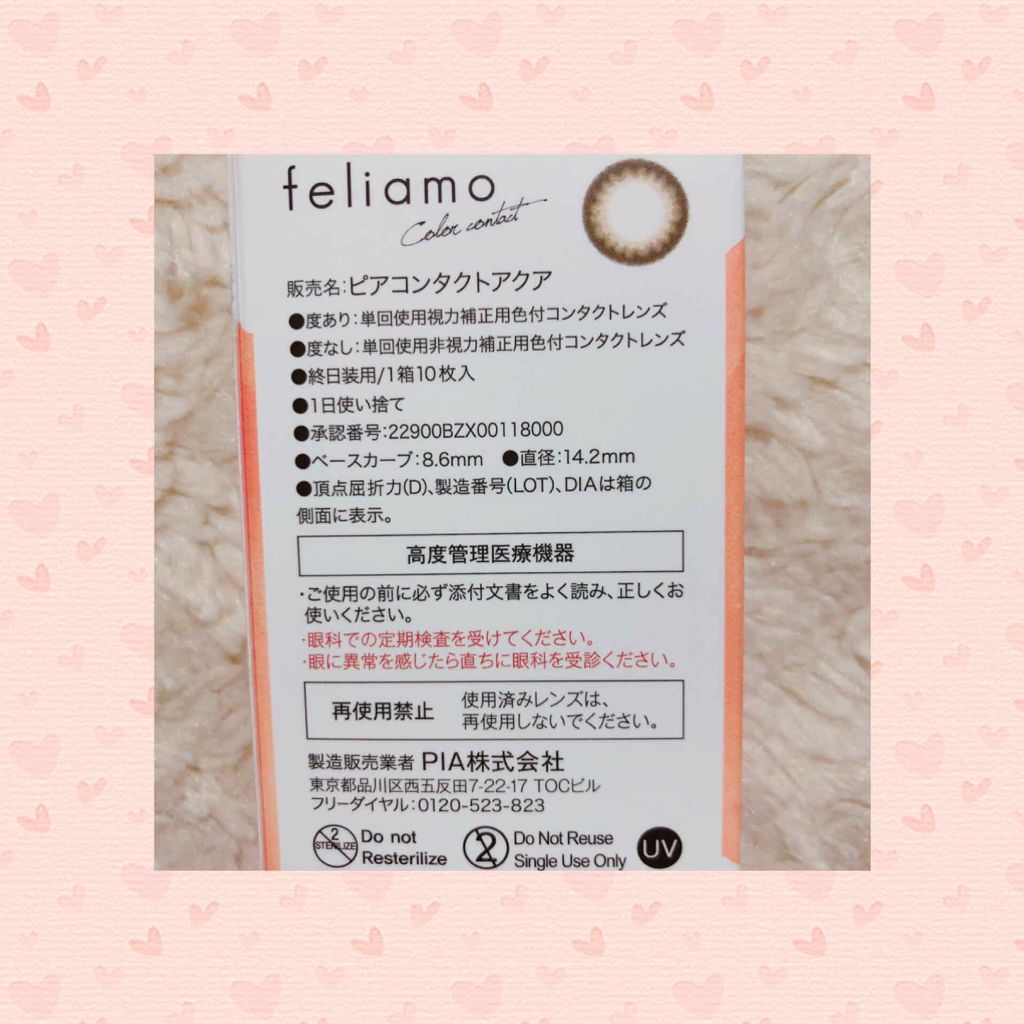 feliamo
Color contact
販売名:ピアコンタクトアクア
●度あり:単回使用視力補正用色付コンタクトレンズ
●度なし:単回使用非視力補正用色付コンタクトレンズ
●終日装用/1箱10枚入
●1日使い捨て
●承認番号:22900BZX00118000
●ベースカーブ:8.6mm ●直径:14.2mm
●頂点屈折力(D)、製造番号(LOT)、DIAは箱の
側面に表示。
高度管理医療機器
・ご使用の前に必ず添付文書をよく読み、正しくお
使いください。
・眼科での定期検査を受けてください。
・眼に異常を感じたら直ちに眼科を受診ください。
再使用禁止
使用済みレンズは、
再使用しないでください。
製造販売業者 PIA株式会社
東京都品川区西五反田7-22-17 TOCビル
フリーダイヤル:0120-523-823
2
STERILIZE
Do not
Resterilize
2
Do Not Reuse
Single Use Only
UV